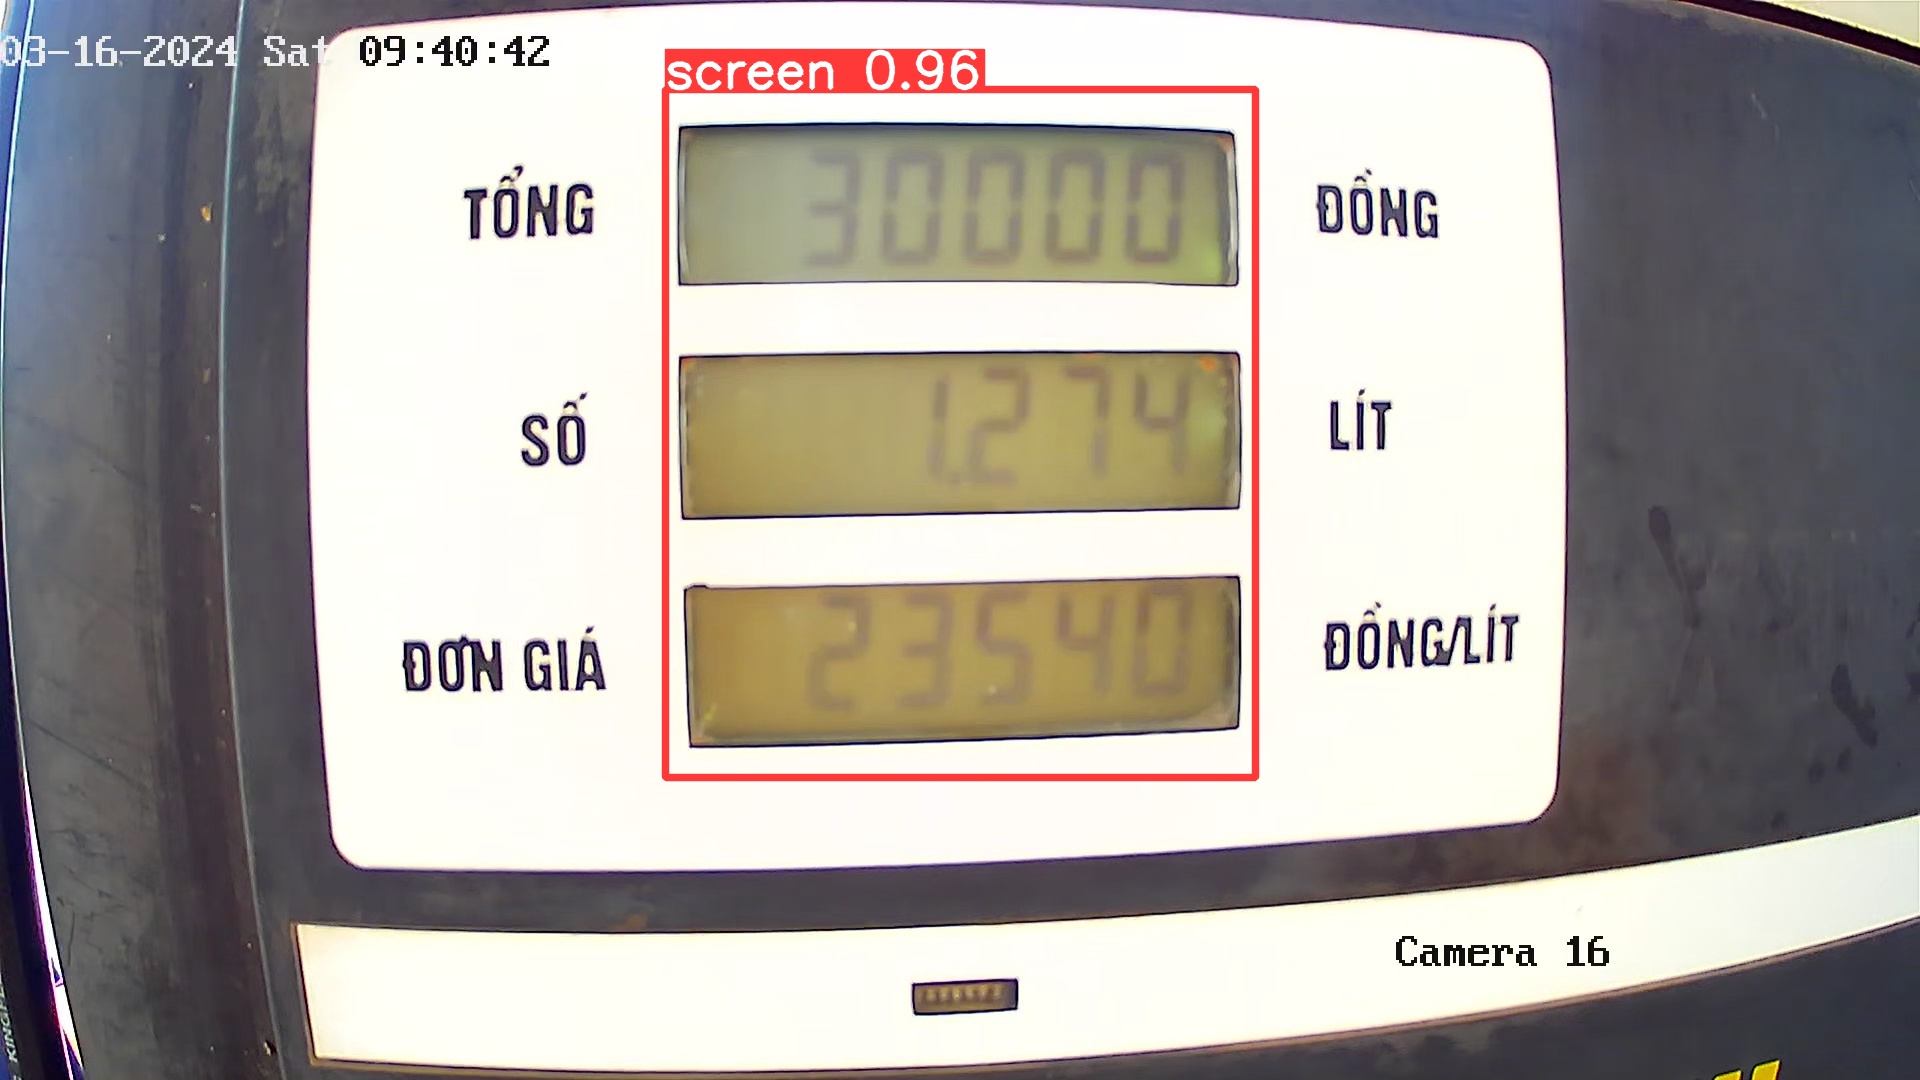 03-16-2024 Sat 09:40:42
screen 0.96
TỔNG 30000 ĐỒNG
SỐ 1.274 LÍT
ĐƠN GIÁ 23540 ĐỒNG/LÍT
Camera 16